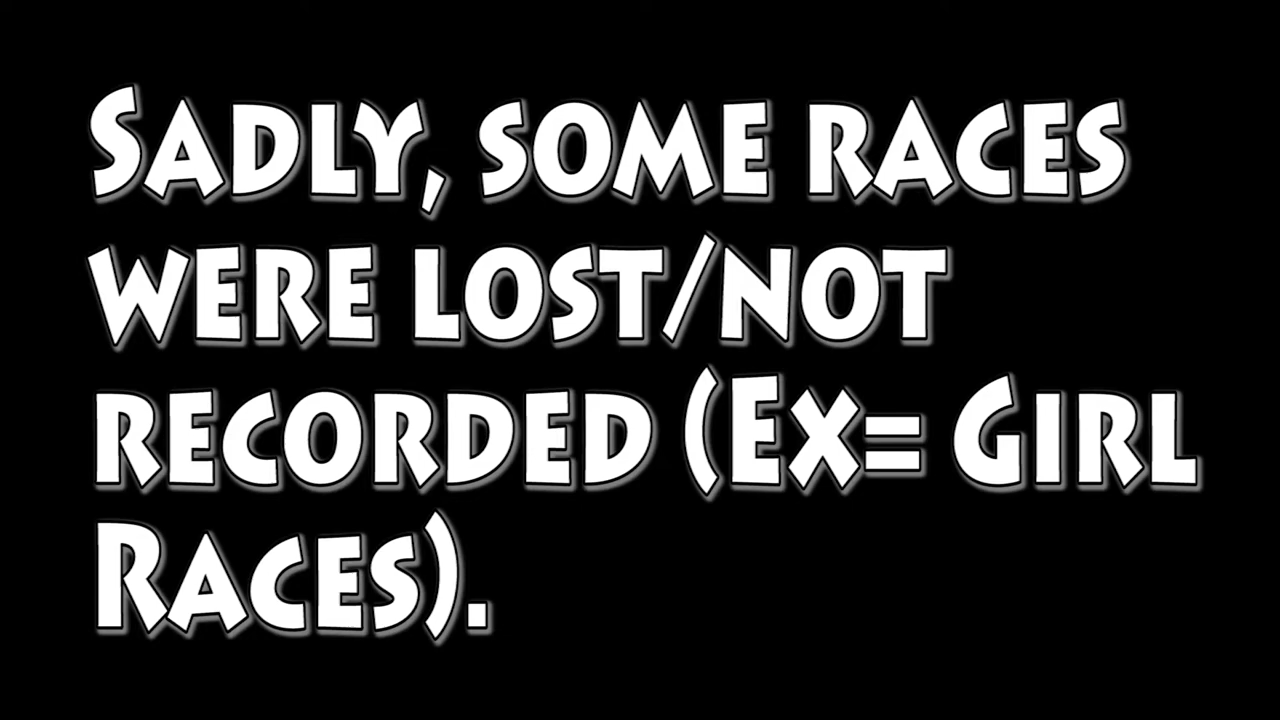 Sadly, some races
were lost/not
recorded (Ex= Girl
Races).